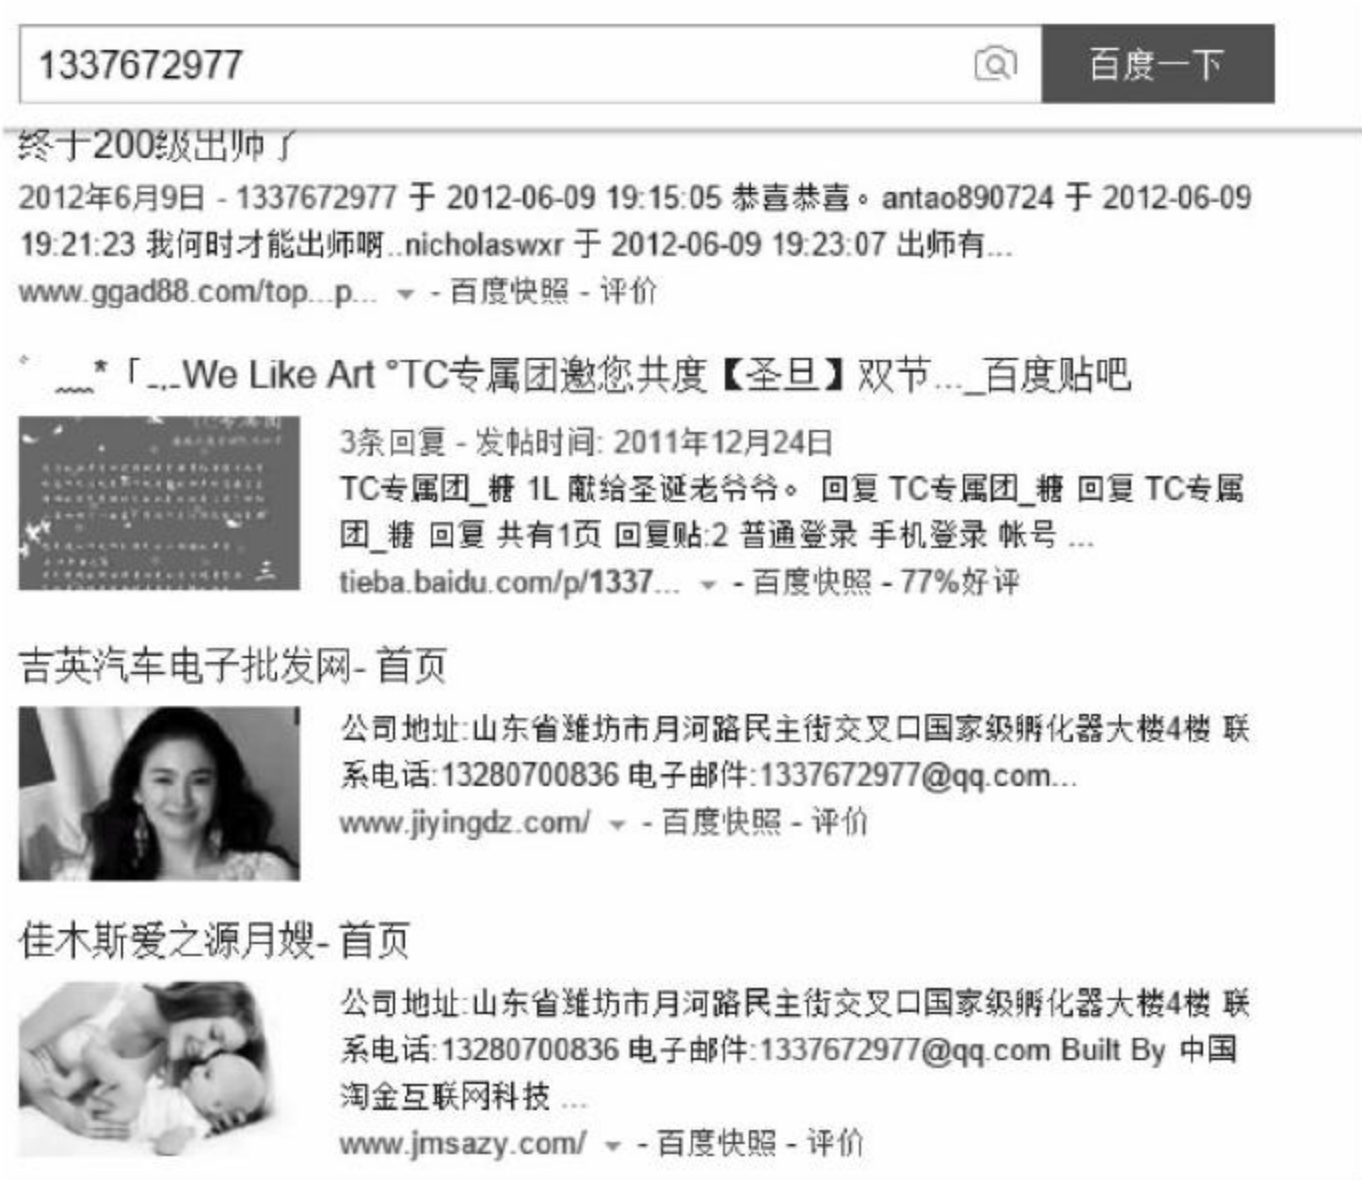 1337672977
百度一下
终于200级出师了
2012年6月9日 - 1337672977 于 2012-06-09 19:15:05 恭喜恭喜。antao890724 于 2012-06-09
19:21:23 我何时才能出师啊..nicholaswxr 于 2012-06-09 19:23:07 出师有...
www.ggad88.com/top...p... - 百度快照 - 评价
﹏*「-.-We Like Art °TC专属团邀您共度【圣旦】双节..._百度贴吧
3条回复 - 发帖时间: 2011年12月24日
TC专属团_糖 1L 献给圣诞老爷爷。 回复 TC专属团_糖 回复 TC专属
团_糖 回复 共有1页 回复贴:2 普通登录 手机登录 帐号 ...
tieba.baidu.com/p/1337... - 百度快照 - 77%好评
吉英汽车电子批发网- 首页
公司地址:山东省潍坊市月河路民主街交叉口国家级孵化器大楼4楼 联
系电话:13280700836 电子邮件:1337672977@qq.com...
www.jiyingdz.com/ - 百度快照 - 评价
佳木斯爱之源月嫂- 首页
公司地址:山东省潍坊市月河路民主街交叉口国家级孵化器大楼4楼 联
系电话:13280700836 电子邮件:1337672977@qq.com Built By 中国
淘金互联网科技 ...
www.jmsazy.com/ - 百度快照 - 评价